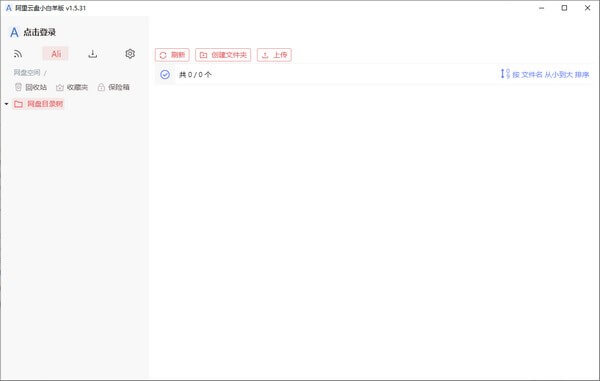 阿里云盘小白羊版 v1.5.31
点击登录
Ali
网盘空间 /
回收站 收藏夹 保险箱
网盘目录树
刷新 创建文件夹 上传
共 0 / 0 个
按 文件名 从小到大 排序